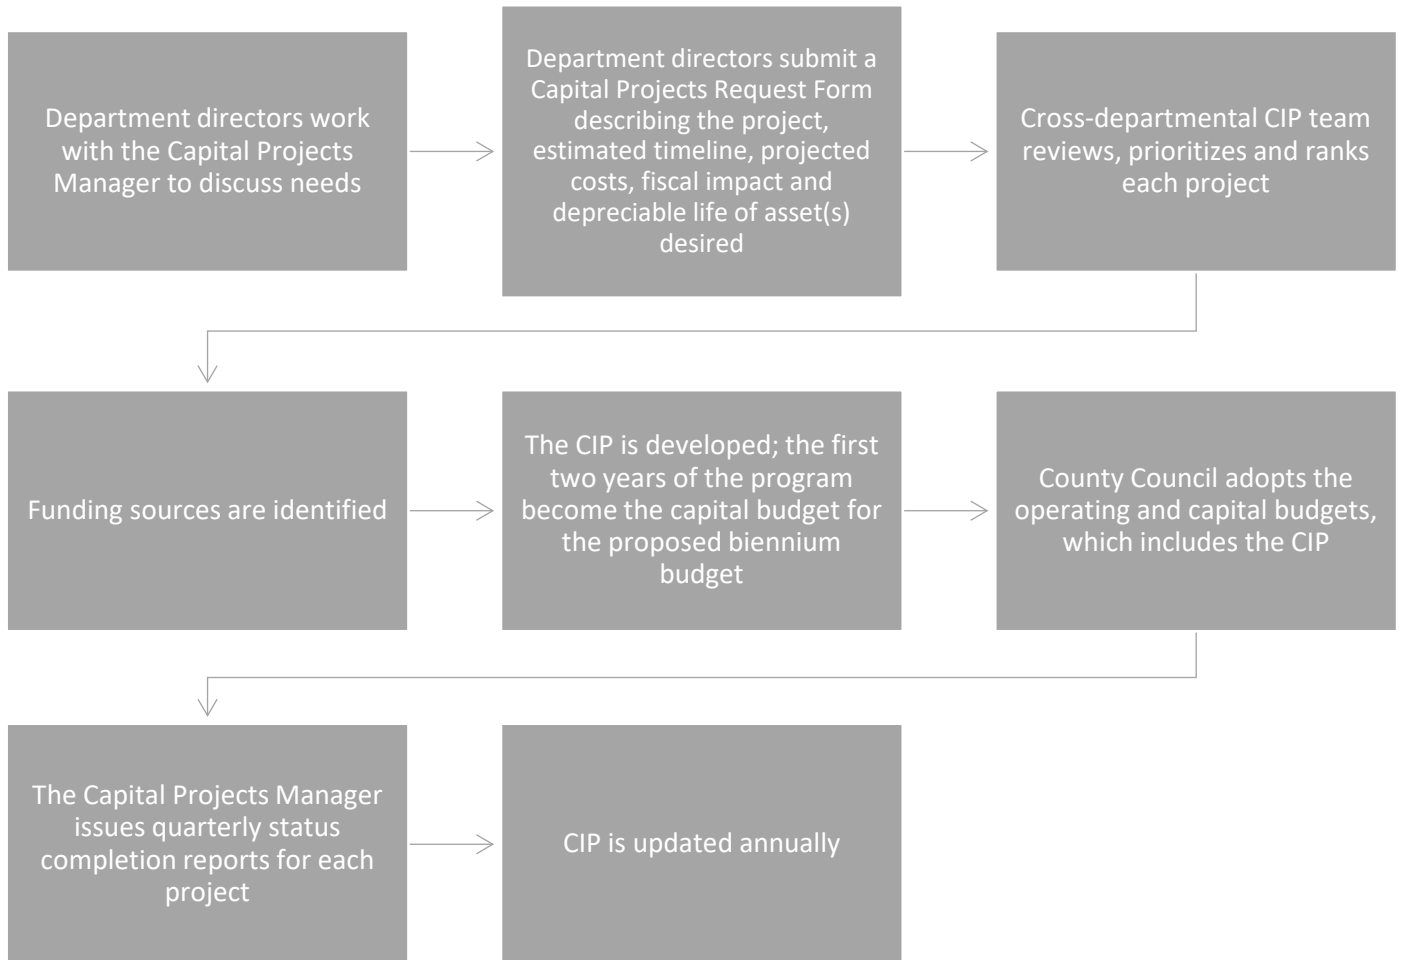 Department directors work
with the Capital Projects
Manager to discuss needs
Department directors submit a
Capital Projects Request Form
describing the project,
estimated timeline, projected
costs, fiscal impact and
depreciable life of asset(s)
desired
Cross-departmental CIP team
reviews, prioritizes and ranks
each project
Funding sources are identified
The CIP is developed; the first
two years of the program
become the capital budget for
the proposed biennium
budget
County Council adopts the
operating and capital budgets,
which includes the CIP
The Capital Projects Manager
issues quarterly status
completion reports for each
project
CIP is updated annually